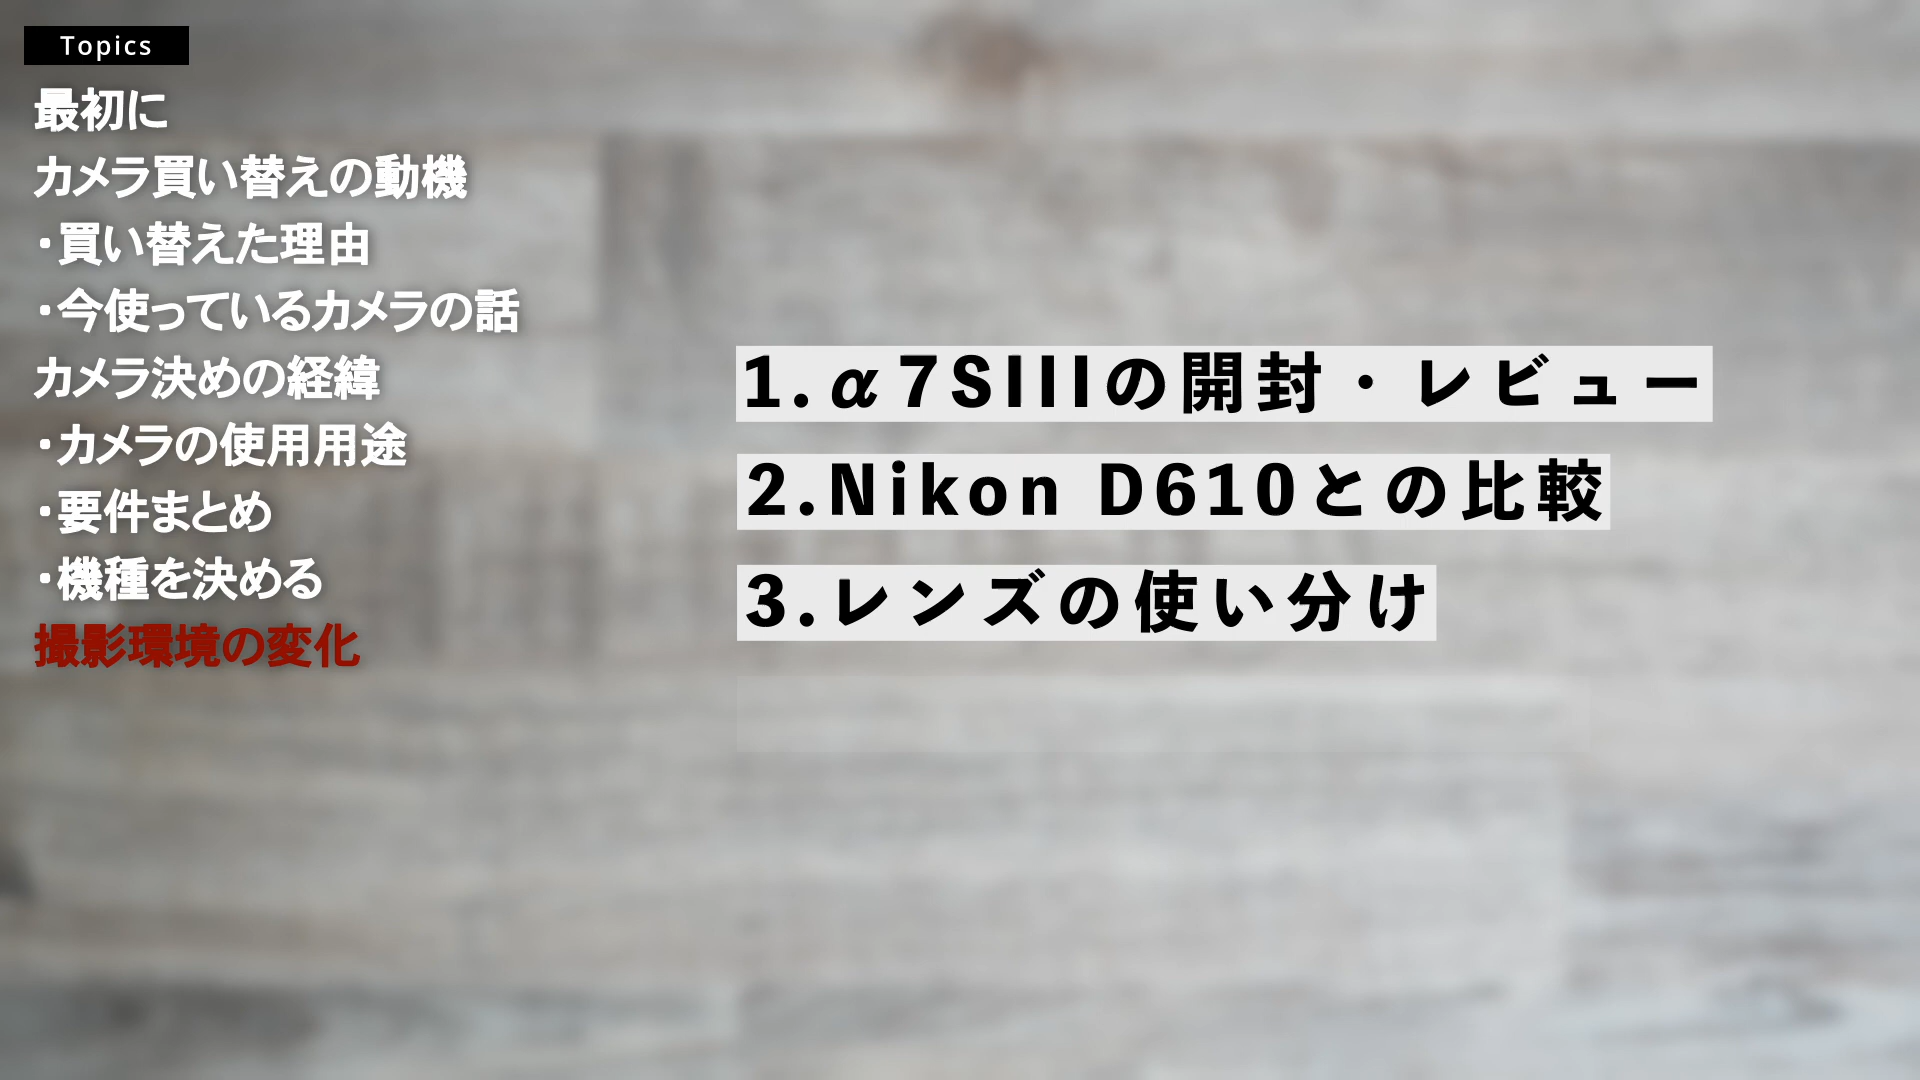 Topics
最初に
カメラ買い替えの動機
・買い替えた理由
・今使っているカメラの話
カメラ決めの経緯
・カメラの使用用途
・要件まとめ
・機種を決める
撮影環境の変化
1.α7SIIIの開封・レビュー
2.Nikon D610との比較
3.レンズの使い分け